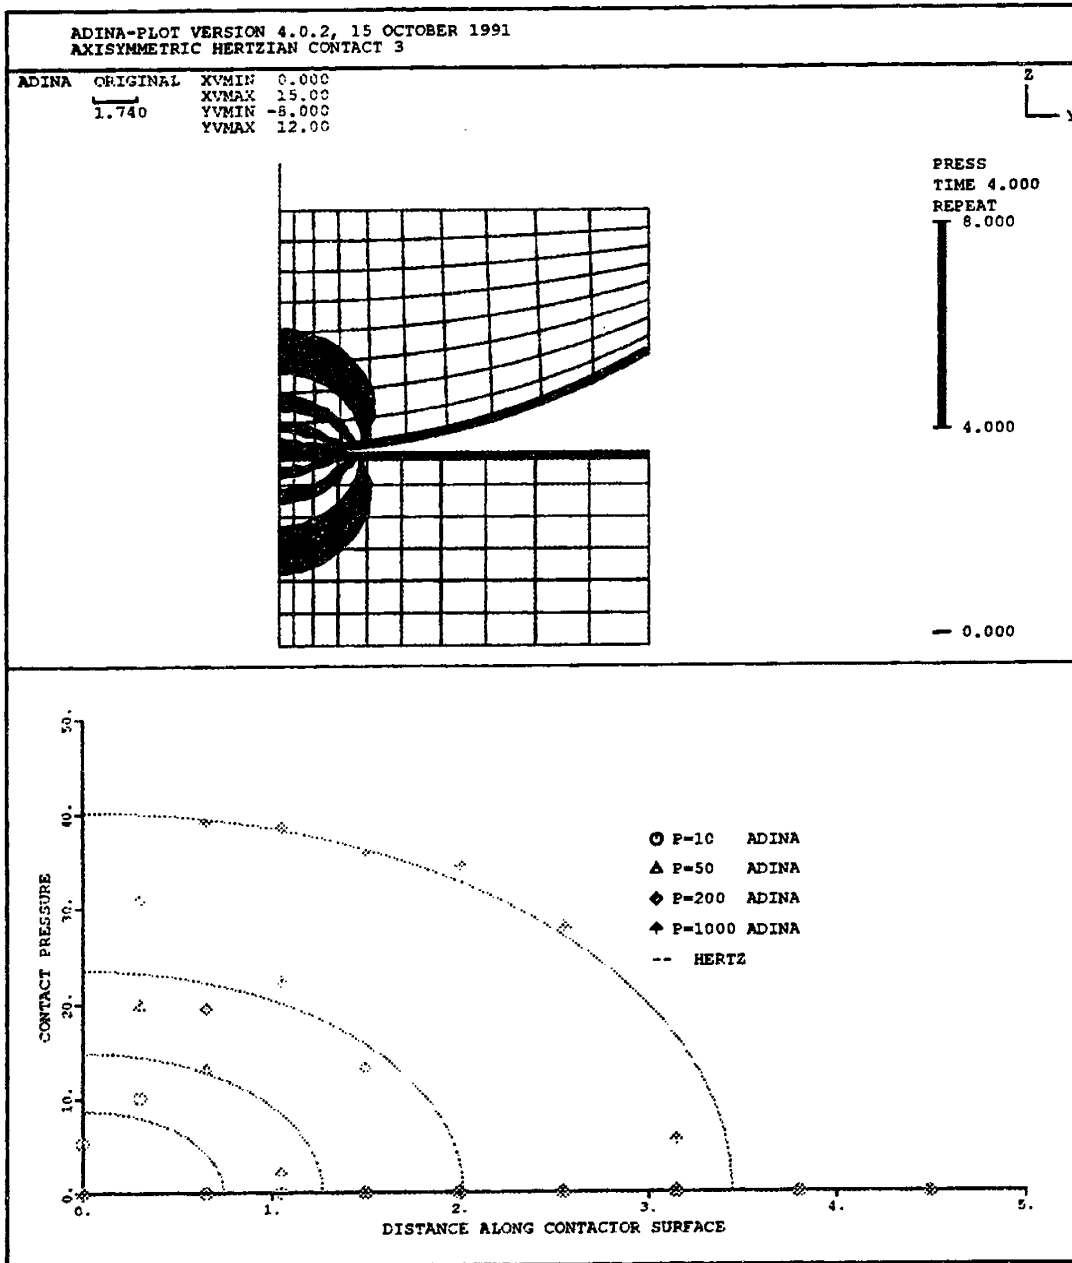 ADINA-PLOT VERSION 4.0.2, 15 OCTOBER 1991
AXISYMMETRIC HERTZIAN CONTACT 3
ADINA ORIGINAL XVMIN 0.000
1.740 XVMAX 15.00
YVMIN -8.000
YVMAX 12.00
Z
Y
PRESS
TIME 4.000
REPEAT
8.000
4.000
0.000
CONTACT PRESSURE
50.
40.
30.
20.
10.
0.
P=10 ADINA
P=50 ADINA
P=200 ADINA
P=1000 ADINA
-- HERTZ
0. 1. 2. 3. 4. 5.
DISTANCE ALONG CONTACTOR SURFACE